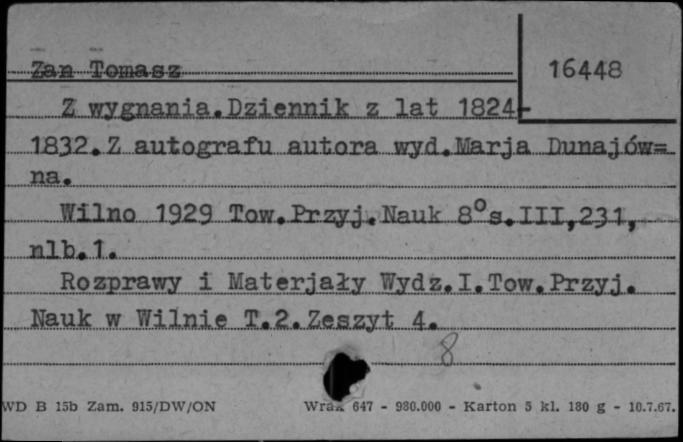 Zan Tomasz
16448
Z wygnania.Dziennik z lat 1824-
1832.Z autografu autora wyd.Marja Dunajów=
na.
Wilno 1929 Tow.Przyj.Nauk 8°s.III,231,
nlb.1.
Rozprawy i Materjały Wydz.I.Tow.Przyj.
Nauk w Wilnie T.2.Zeszyt 4.
8
WD B 15b Zam. 915/DW/ON Wrak 647 - 980.000 - Karton 5 kl. 180 g - 10.7.67.